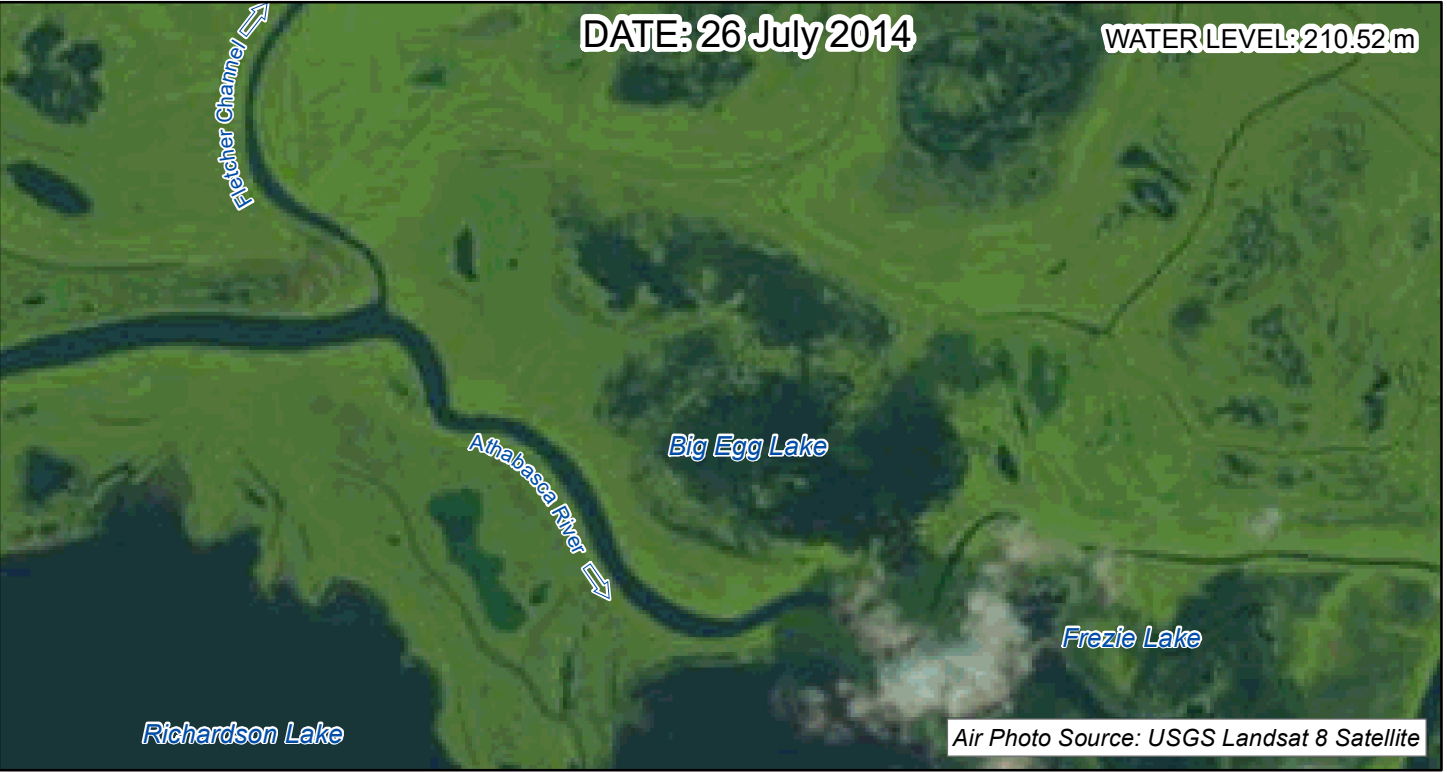 DATE: 26 July 2014
WATER LEVEL: 210.52 m
Fletcher Channel
Big Egg Lake
Athabasca River
Frezie Lake
Richardson Lake
Air Photo Source: USGS Landsat 8 Satellite